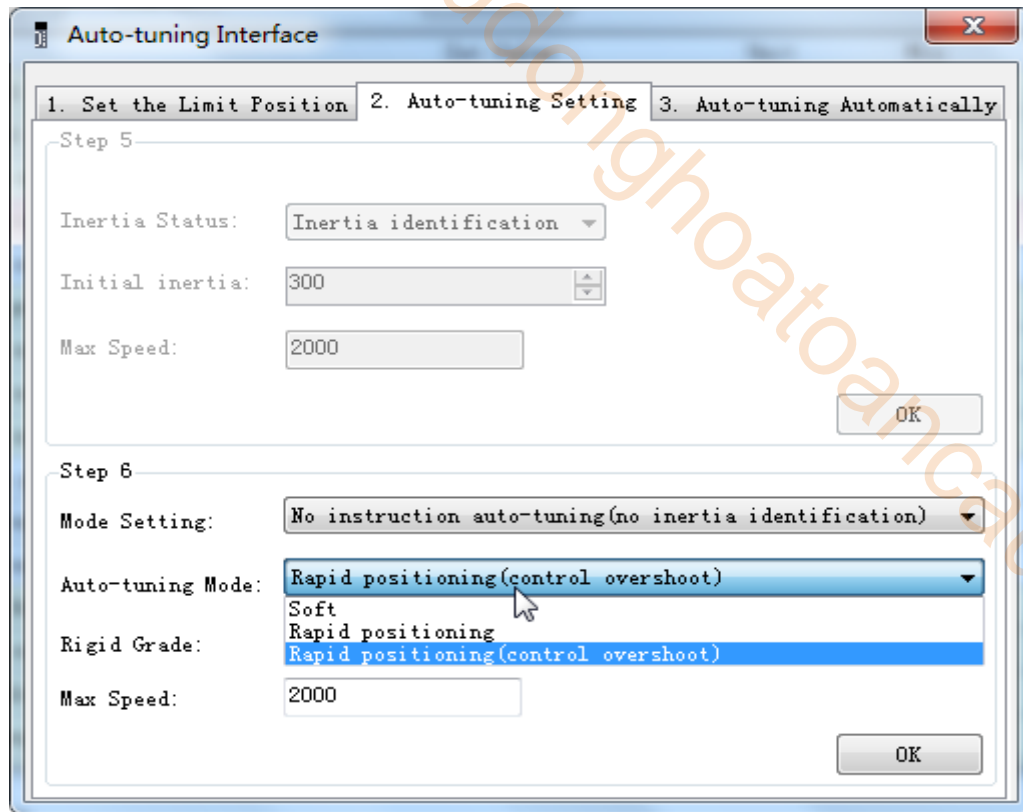 Auto-tuning Interface
1. Set the Limit Position 2. Auto-tuning Setting 3. Auto-tuning Automatically
Step 5
Inertia Status: Inertia identification
Initial inertia: 300
Max Speed: 2000
OK
Step 6
Mode Setting: No instruction auto-tuning(no inertia identification)
Auto-tuning Mode: Rapid positioning(control overshoot)
Soft
Rapid positioning
Rigid Grade:
Rapid positioning(control overshoot)
Max Speed: 2000
OK